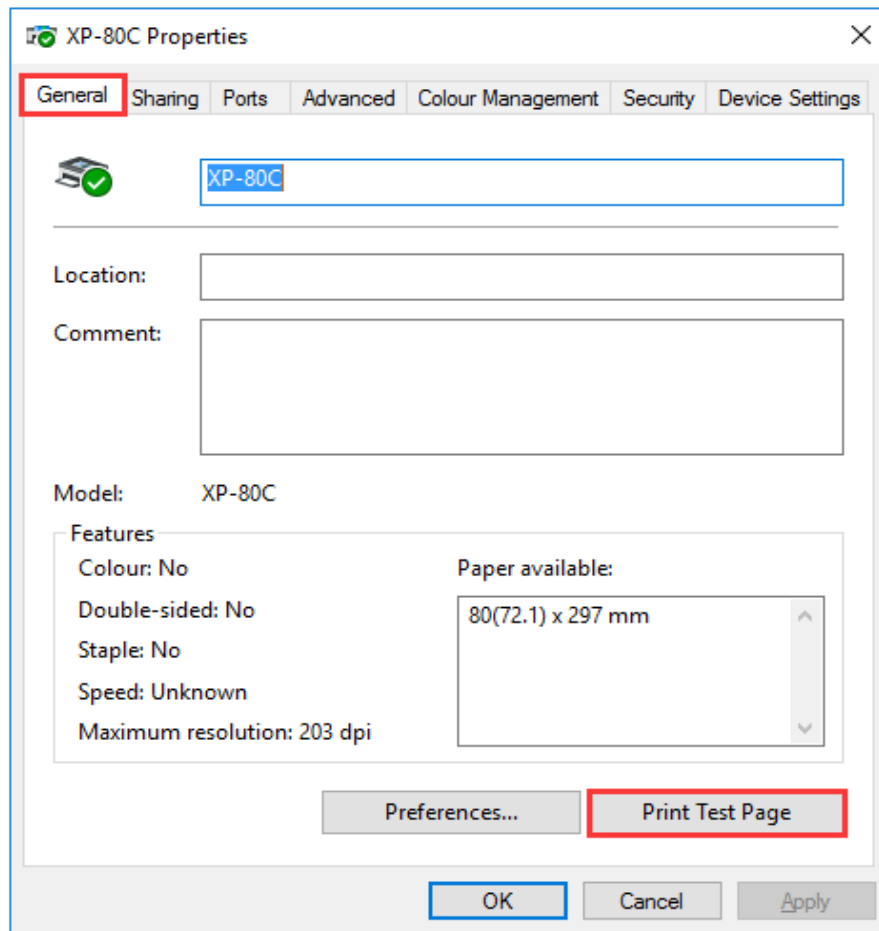 XP-80C Properties
General Sharing Ports Advanced Colour Management Security Device Settings
XP-80C
Location:
Comment:
Model: XP-80C
Features
Colour: No
Paper available:
Double-sided: No
80(72.1) x 297 mm
Staple: No
Speed: Unknown
Maximum resolution: 203 dpi
Preferences... Print Test Page
OK Cancel Apply